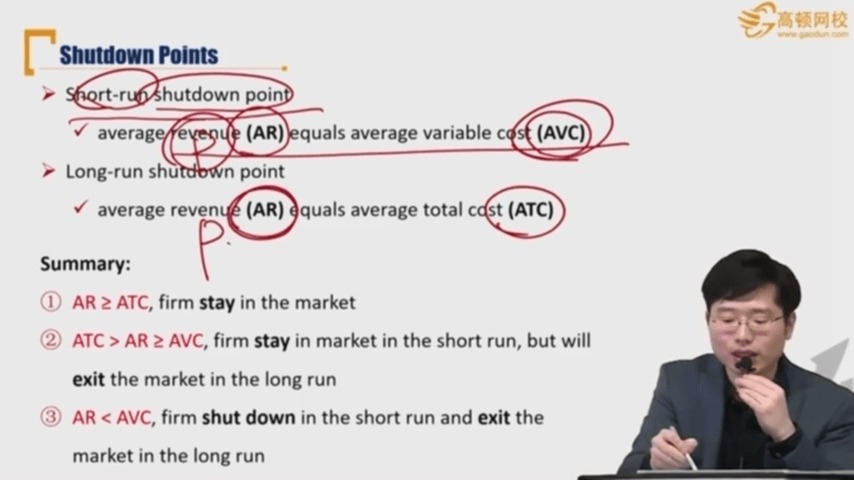 高顿网校
www.gaodun.com
Shutdown Points
➤ Short-run shutdown point
✓ average revenue (AR) equals average variable cost (AVC)
P
➤ Long-run shutdown point
✓ average revenue (AR) equals average total cost (ATC)
P.
Summary:
① AR ≥ ATC, firm stay in the market
② ATC > AR ≥ AVC, firm stay in market in the short run, but will
exit the market in the long run
③ AR < AVC, firm shut down in the short run and exit the
market in the long run